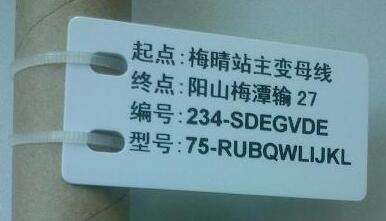 起点:梅晴站主变母线
终点:阳山梅潭输 27
编号:234-SDEGVDE
型号:75-RUBQWLIJKL